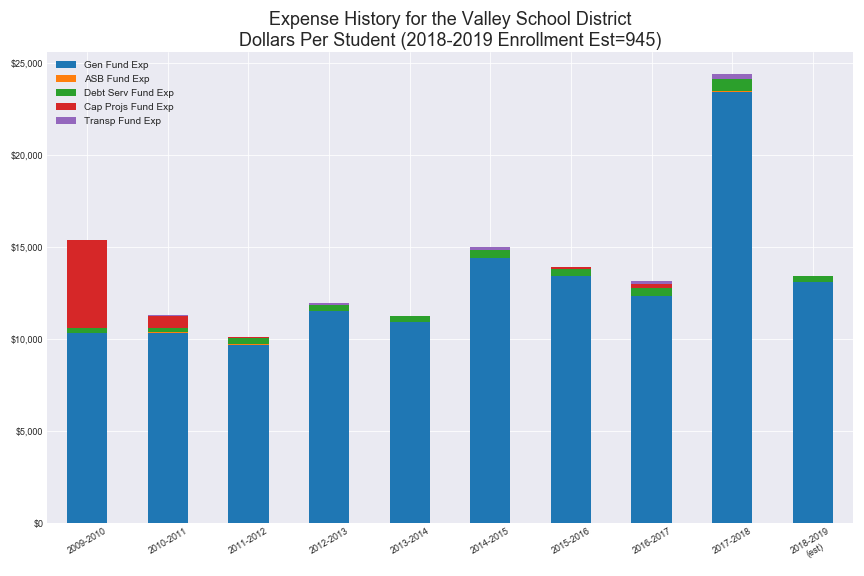 Expense History for the Valley School District
Dollars Per Student (2018-2019 Enrollment Est=945)
$25,000
$20,000
$15,000
$10,000
$5,000
$0
Gen Fund Exp
ASB Fund Exp
Debt Serv Fund Exp
Cap Projs Fund Exp
Transp Fund Exp
2009-2010
2010-2011
2011-2012
2012-2013
2013-2014
2014-2015
2015-2016
2016-2017
2017-2018
2018-2019
(est)